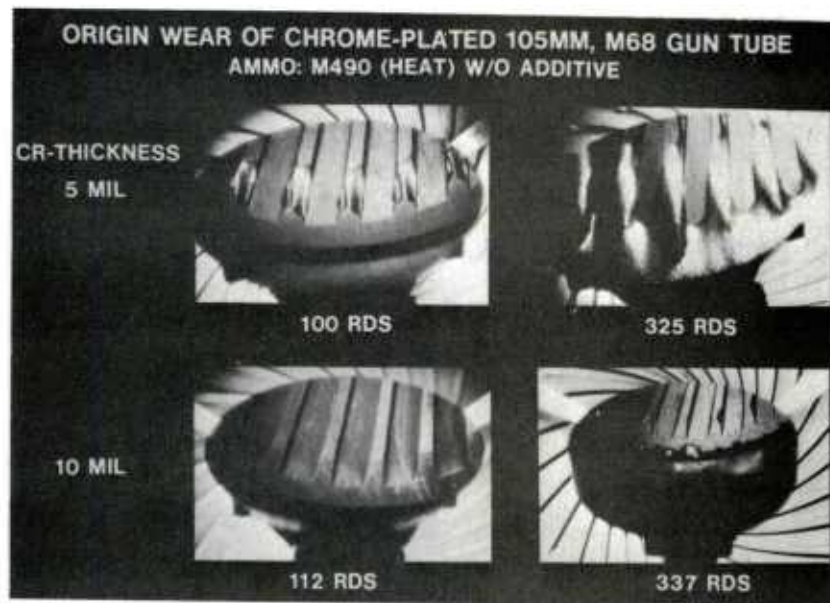 ORIGIN WEAR OF CHROME-PLATED 105MM, M68 GUN TUBE
AMMO: M490 (HEAT) W/O ADDITIVE
CR-THICKNESS
5 MIL
100 RDS
325 RDS
10 MIL
112 RDS
337 RDS